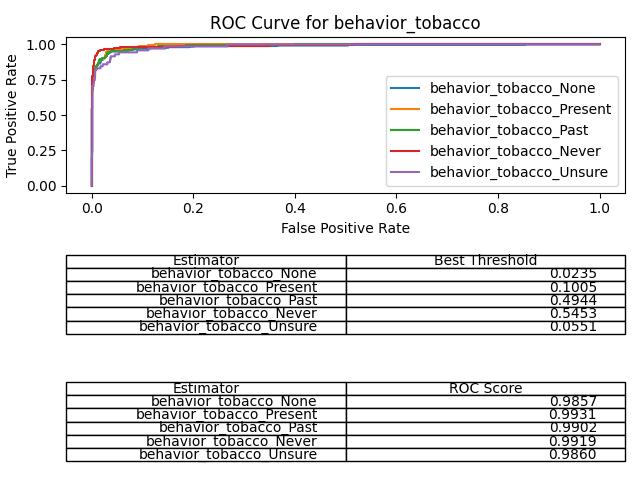 ROC Curve for behavior_tobacco
1.00
0.75
0.50
0.25
0.00
True Positive Rate
behavior_tobacco_None
behavior_tobacco_Present
behavior_tobacco_Past
behavior_tobacco_Never
behavior_tobacco_Unsure
0.0 0.2 0.4 0.6 0.8 1.0
False Positive Rate
Estimator Best Threshold
behavior_tobacco_None 0.0235
behavior_tobacco_Present 0.1005
behavior_tobacco_Past 0.4944
behavior_tobacco_Never 0.5453
behavior_tobacco_Unsure 0.0551
Estimator ROC Score
behavior_tobacco_None 0.9857
behavior_tobacco_Present 0.9931
behavior_tobacco_Past 0.9902
behavior_tobacco_Never 0.9919
behavior_tobacco_Unsure 0.9860